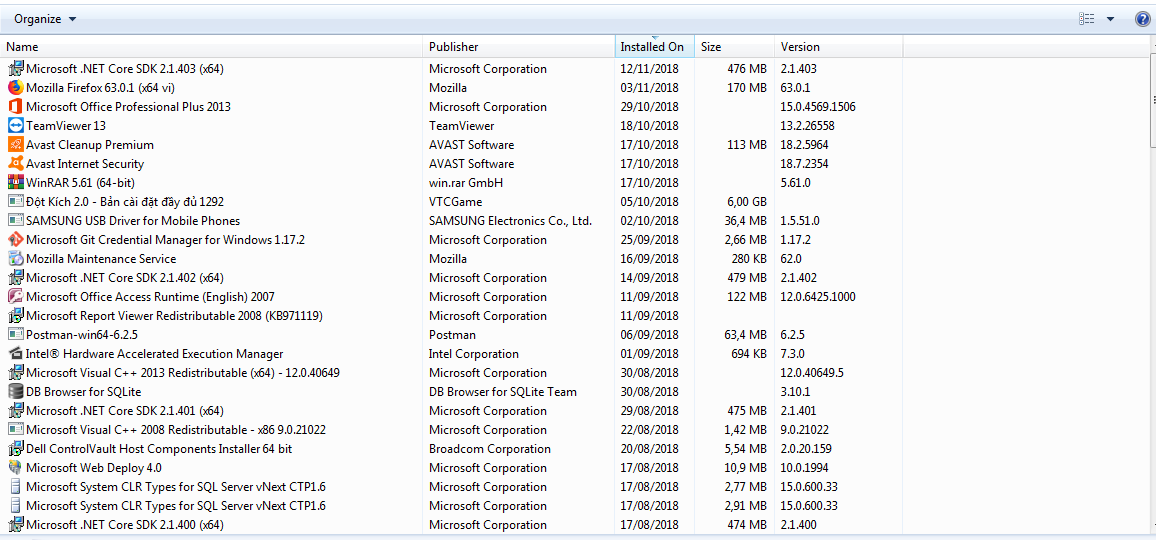 Organize
Name Publisher Installed On Size Version
Microsoft .NET Core SDK 2.1.403 (x64) Microsoft Corporation 12/11/2018 476 MB 2.1.403
Mozilla Firefox 63.0.1 (x64 vi) Mozilla 03/11/2018 170 MB 63.0.1
Microsoft Office Professional Plus 2013 Microsoft Corporation 29/10/2018 15.0.4569.1506
TeamViewer 13 TeamViewer 18/10/2018 13.2.26558
Avast Cleanup Premium AVAST Software 17/10/2018 113 MB 18.2.5964
Avast Internet Security AVAST Software 17/10/2018 18.7.2354
WinRAR 5.61 (64-bit) win.rar GmbH 17/10/2018 5.61.0
Đột Kích 2.0 - Bản cài đặt đầy đủ 1292 VTCGame 05/10/2018 6,00 GB
SAMSUNG USB Driver for Mobile Phones SAMSUNG Electronics Co., Ltd. 02/10/2018 36,4 MB 1.5.51.0
Microsoft Git Credential Manager for Windows 1.17.2 Microsoft Corporation 25/09/2018 2,66 MB 1.17.2
Mozilla Maintenance Service Mozilla 16/09/2018 280 KB 62.0
Microsoft .NET Core SDK 2.1.402 (x64) Microsoft Corporation 14/09/2018 479 MB 2.1.402
Microsoft Office Access Runtime (English) 2007 Microsoft Corporation 11/09/2018 122 MB 12.0.6425.1000
Microsoft Report Viewer Redistributable 2008 (KB971119) Microsoft Corporation 11/09/2018
Postman-win64-6.2.5 Postman 06/09/2018 63,4 MB 6.2.5
Intel® Hardware Accelerated Execution Manager Intel Corporation 01/09/2018 694 KB 7.3.0
Microsoft Visual C++ 2013 Redistributable (x64) - 12.0.40649 Microsoft Corporation 30/08/2018 12.0.40649.5
DB Browser for SQLite DB Browser for SQLite Team 30/08/2018 3.10.1
Microsoft .NET Core SDK 2.1.401 (x64) Microsoft Corporation 29/08/2018 475 MB 2.1.401
Microsoft Visual C++ 2008 Redistributable - x86 9.0.21022 Microsoft Corporation 22/08/2018 1,42 MB 9.0.21022
Dell ControlVault Host Components Installer 64 bit Broadcom Corporation 20/08/2018 5,54 MB 2.0.20.159
Microsoft Web Deploy 4.0 Microsoft Corporation 17/08/2018 10,9 MB 10.0.1994
Microsoft System CLR Types for SQL Server vNext CTP1.6 Microsoft Corporation 17/08/2018 2,77 MB 15.0.600.33
Microsoft System CLR Types for SQL Server vNext CTP1.6 Microsoft Corporation 17/08/2018 2,91 MB 15.0.600.33
Microsoft .NET Core SDK 2.1.400 (x64) Microsoft Corporation 17/08/2018 474 MB 2.1.400